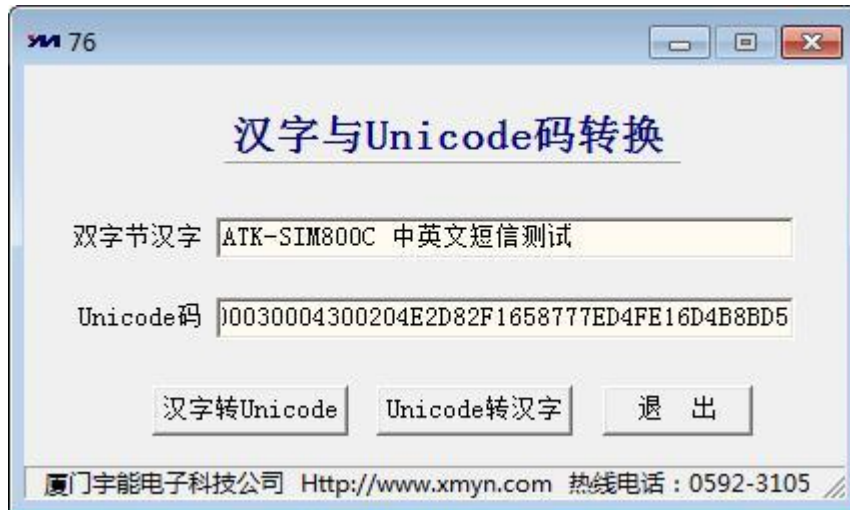 76
汉字与Unicode码转换
双字节汉字 ATK-SIM800C 中英文短信测试
Unicode码 00030004300204E2D82F1658777ED4FE16D4B8BD5
汉字转Unicode Unicode转汉字 退 出
厦门宇能电子科技公司 Http://www.xmyn.com 热线电话：0592-3105